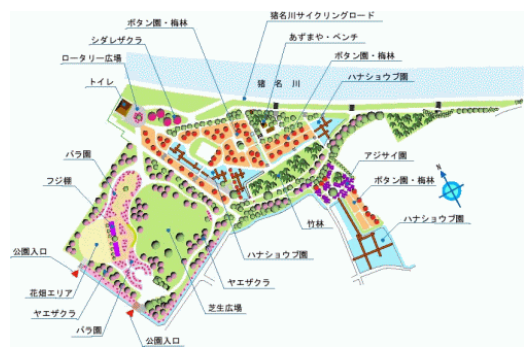 猪名川サイクリングロード
ボタン園・梅林
あずまや・ベンチ
シダレザクラ
ボタン園・梅林
ロータリー広場
ハナショウブ園
トイレ
猪名川
バラ園
アジサイ園
フジ棚
ボタン園・梅林
N
ハナショウブ園
竹林
公園入口
ハナショウブ園
花畑エリア
ヤエザクラ
ヤエザクラ
芝生広場
バラ園
公園入口